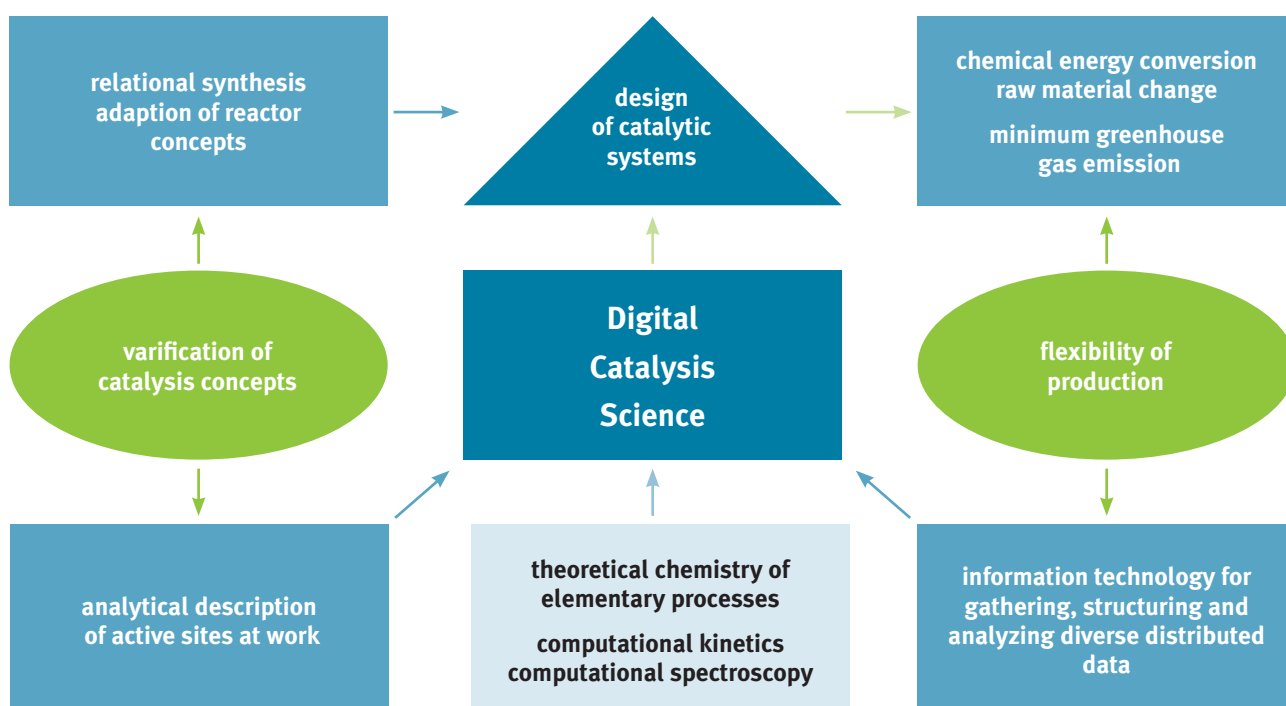 relational synthesis
adaption of reactor
concepts
design
of catalytic
systems
chemical energy conversion
raw material change
minimum greenhouse
gas emission
varification of
catalysis concepts
Digital
Catalysis
Science
flexibility of
production
analytical description
of active sites at work
theoretical chemistry of
elementary processes
computational kinetics
computational spectroscopy
information technology for
gathering, structuring and
analyzing diverse distributed
data